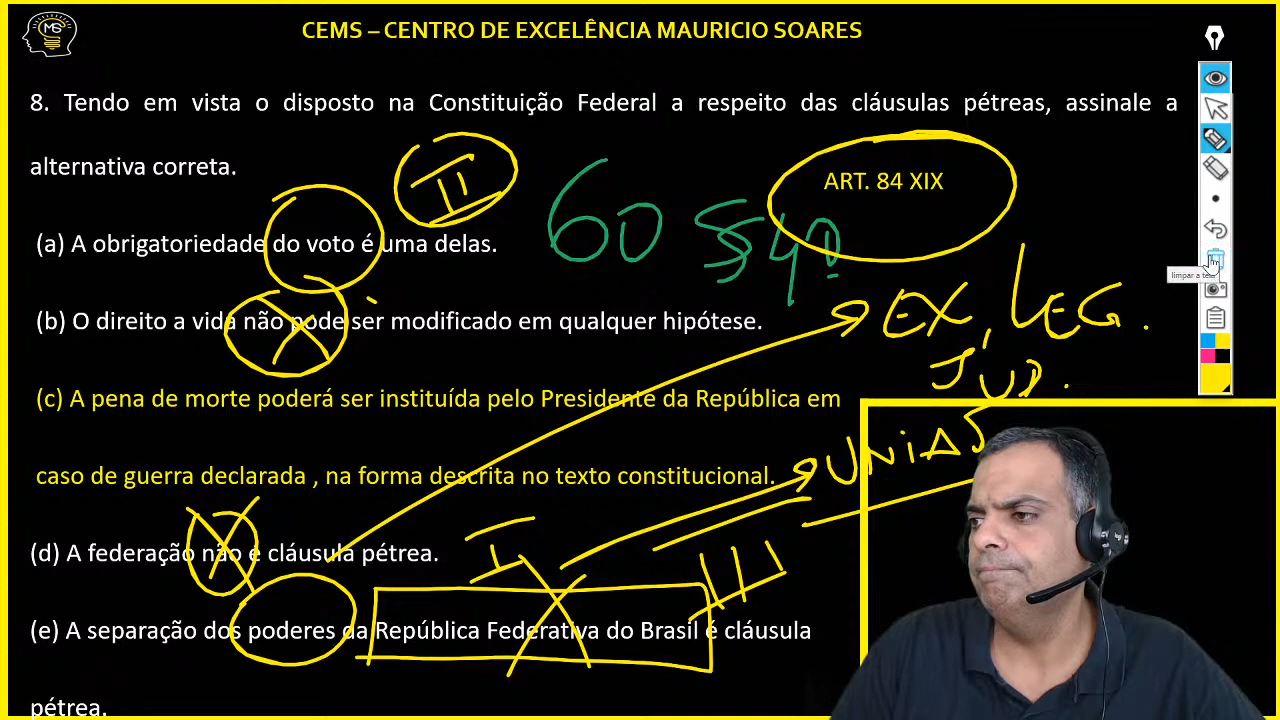 CEMS – CENTRO DE EXCELÊNCIA MAURICIO SOARES
MS
8. Tendo em vista o disposto na Constituição Federal a respeito das cláusulas pétreas, assinale a
alternativa correta.
II
60 §4º
ART. 84 XIX
(a) A obrigatoriedade do voto é uma delas.
limpar a tela
(b) O direito a vida não pode ser modificado em qualquer hipótese.
EX, LEG.
JUD.
(c) A pena de morte poderá ser instituída pelo Presidente da República em
caso de guerra declarada , na forma descrita no texto constitucional.
UNIÃO
(d) A federação não é cláusula pétrea.
I
III
(e) A separação dos poderes da República Federativa do Brasil é cláusula
pétrea.